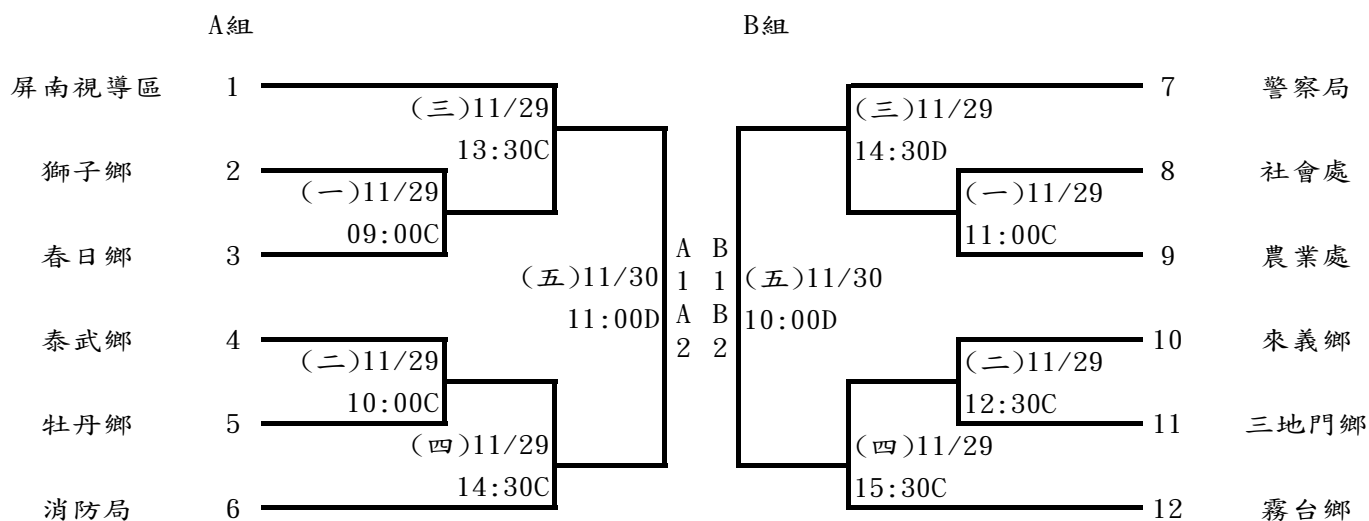 A組 B組
屏南視導區 1 7 警察局
(三)11/29 (三)11/29
13:30C 14:30D
獅子鄉 2 8 社會處
(一)11/29 (一)11/29
09:00C 11:00C
春日鄉 3 9 農業處
A B
1 1
(五)11/30 (五)11/30
A B
11:00D 10:00D
2 2
泰武鄉 4 10 來義鄉
(二)11/29 (二)11/29
10:00C 12:30C
牡丹鄉 5 11 三地門鄉
(四)11/29 (四)11/29
14:30C 15:30C
消防局 6 12 霧台鄉